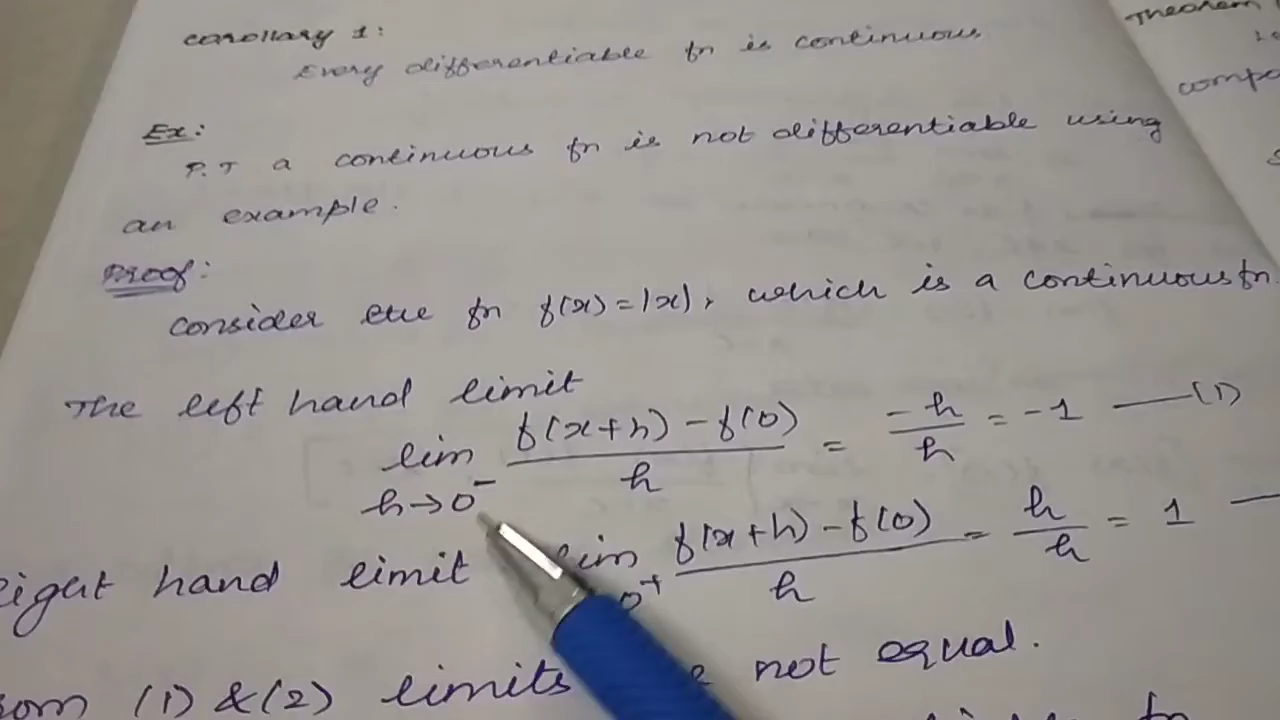 Corollary 1:
Every differentiable fn is continuous.
Ex:
P.T a continuous fn is not differentiable using
an example.
Proof:
Consider the fn f(x) = |x|, which is a continuous fn.
The left hand limit
lim h→0⁻ f(x+h) - f(0) / h = -h/h = -1 —(1)
right hand limit lim 0⁺ f(x+h) - f(0) / h = h/h = 1 —
from (1) & (2) limits not equal.
Theorem
compo